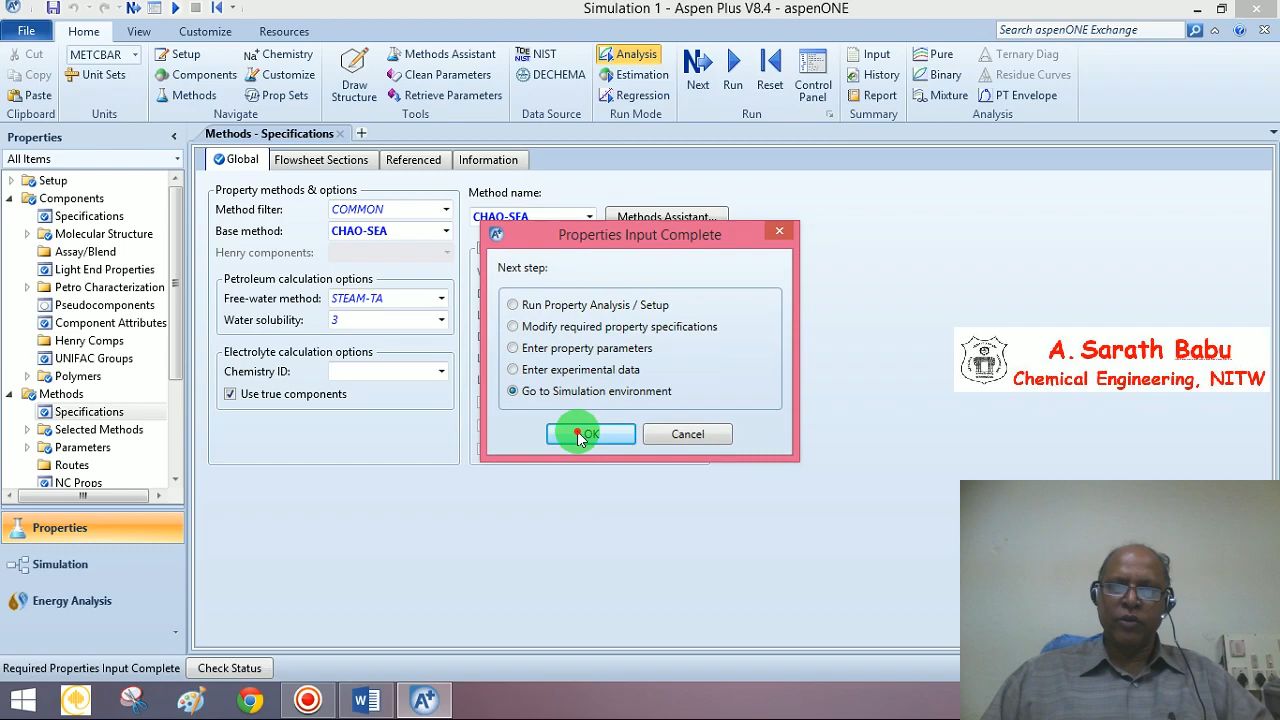 Simulation 1 - Aspen Plus V8.4 - aspenONE
File Home View Customize Resources Search aspenONE Exchange
Cut METCBAR Setup Chemistry Methods Assistant NIST Analysis Input Pure Ternary Diag
Copy Unit Sets Components Customize Draw Structure Clean Parameters DECHEMA Estimation Next Run Reset Control Panel History Binary Residue Curves
Paste Methods Prop Sets Retrieve Parameters Regression Report Mixture PT Envelope
Clipboard Units Navigate Tools Data Source Run Mode Run Summary Analysis
Properties
All Items
Setup
Components
Specifications
Molecular Structure
Assay/Blend
Light End Properties
Petro Characterization
Pseudocomponents
Component Attributes
Henry Comps
UNIFAC Groups
Polymers
Methods
Specifications
Selected Methods
Parameters
Routes
NC Props
Properties
Simulation
Energy Analysis
Methods - Specifications
Global Flowsheet Sections Referenced Information
Property methods & options
Method filter: COMMON
Base method: CHAO-SEA
Henry components:
Petroleum calculation options
Free-water method: STEAM-TA
Water solubility: 3
Electrolyte calculation options
Chemistry ID:
Use true components
Method name:
CHAO-SEA Methods Assistant...
Properties Input Complete
Next step:
Run Property Analysis / Setup
Modify required property specifications
Enter property parameters
Enter experimental data
Go to Simulation environment
OK Cancel
A. Sarath Babu
Chemical Engineering, NITW
Required Properties Input Complete Check Status